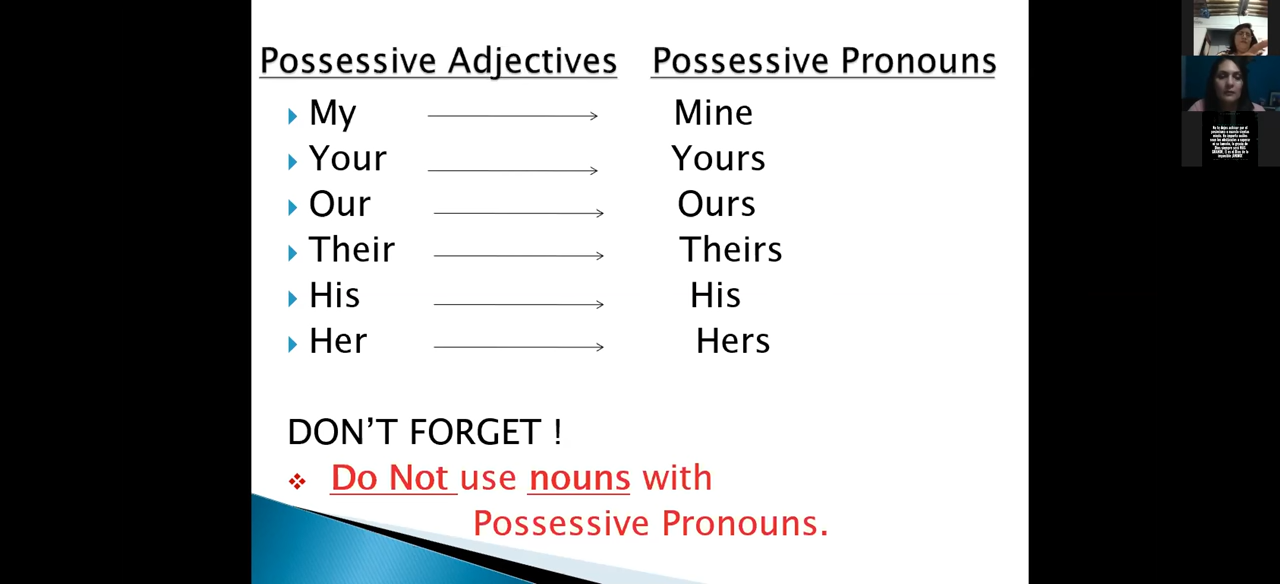 Possessive Adjectives Possessive Pronouns
My Mine
Your Yours
Our Ours
Their Theirs
His His
Her Hers
DON'T FORGET !
Do Not use nouns with
Possessive Pronouns.